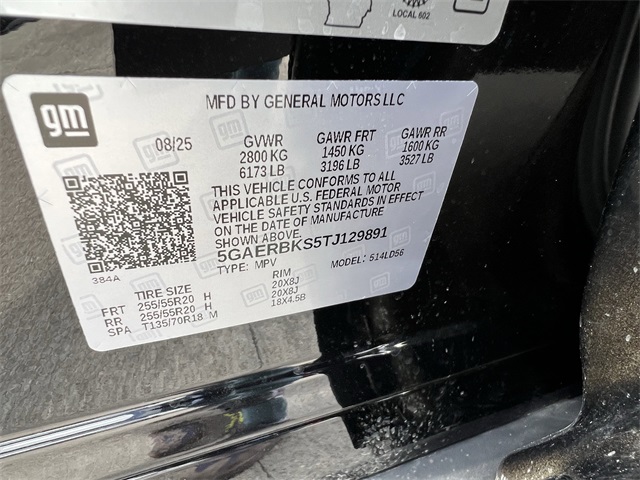 LOCAL 602
gm
MFD BY GENERAL MOTORS LLC
08/25 GVWR GAWR FRT GAWR RR
2800 KG 1450 KG 1600 KG
6173 LB 3196 LB 3527 LB
THIS VEHICLE CONFORMS TO ALL
APPLICABLE U.S. FEDERAL MOTOR
VEHICLE SAFETY STANDARDS IN EFFECT
ON THE DATE OF MANUFACTURE
SHOWN ABOVE.
5GAERBKS5TJ129891
TYPE: MPV MODEL: 514LD56
384A
TIRE SIZE RIM
FRT 255/55R20 H 20X8J
RR 255/55R20 H 20X8J
SPA T135/70R18 M 18X4.5B